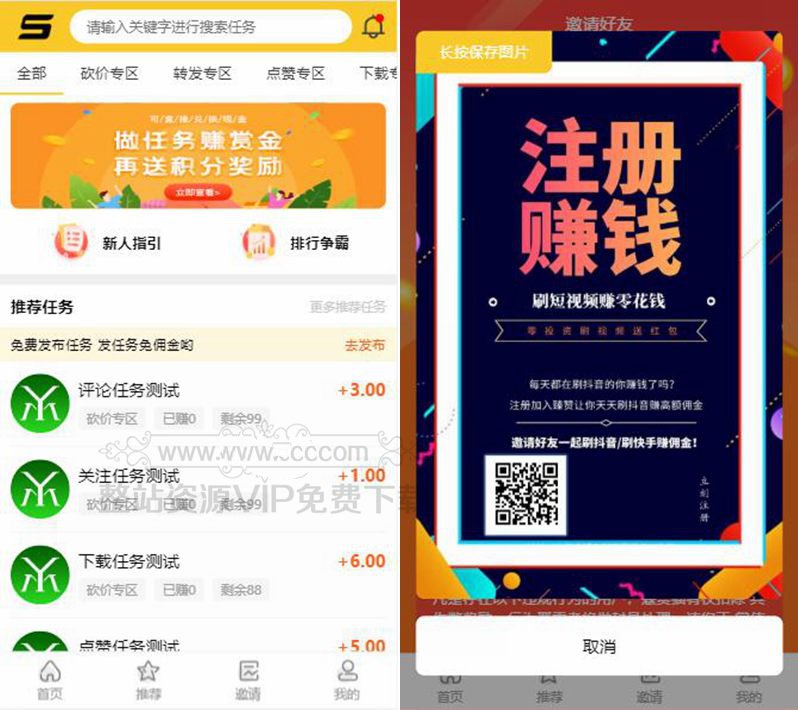 S
请输入关键字进行搜索任务
全部
砍价专区
转发专区
点赞专区
下载专
做任务赚赏金
再送积分奖励
立即查看>
新人指引
排行争霸
推荐任务
更多推荐任务
免费发布任务 发任务免佣金哟
去发布
评论任务测试
+3.00
砍价专区
已赚0
剩余99
关注任务测试
+1.00
砍价专区
已赚0
剩余99
下载任务测试
+6.00
砍价专区
已赚0
剩余88
点赞任务测试
+5.00
首页
推荐
邀请
我的
整站资源VIP免费下载
邀请好友
长按保存图片
注册
赚钱
刷短视频赚零花钱
零投资刷视频送红包
每天都在刷抖音的你赚钱了吗?
注册加入臻赞让你天天刷抖音赚高额佣金
邀请好友一起刷抖音/刷快手赚佣金!
立刻注册
取消
首页
推荐
邀请
我的